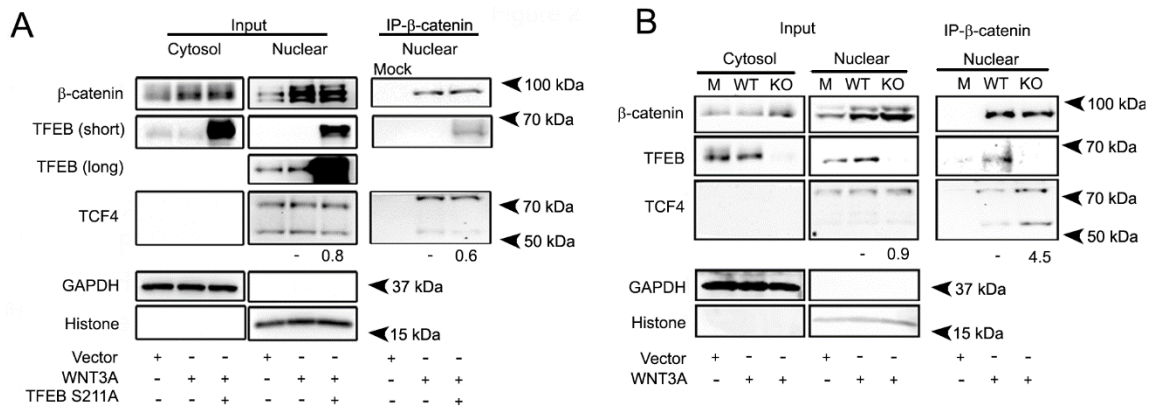 A
Input
IP-β-catenin
Cytosol
Nuclear
Nuclear
Mock
β-catenin
100 kDa
TFEB (short)
70 kDa
TFEB (long)
TCF4
70 kDa
50 kDa
- 0.8 - 0.6
GAPDH
37 kDa
Histone
15 kDa
Vector + - - + - - + - -
WNT3A - + + - + + - + +
TFEB S211A - - + - - + - - +
B
Input
IP-β-catenin
Cytosol
Nuclear
Nuclear
M WT KO M WT KO M WT KO
β-catenin
100 kDa
TFEB
70 kDa
TCF4
70 kDa
50 kDa
- 0.9 - 4.5
GAPDH
37 kDa
Histone
15 kDa
Vector + - - + - - + - -
WNT3A - + + - + + - + +